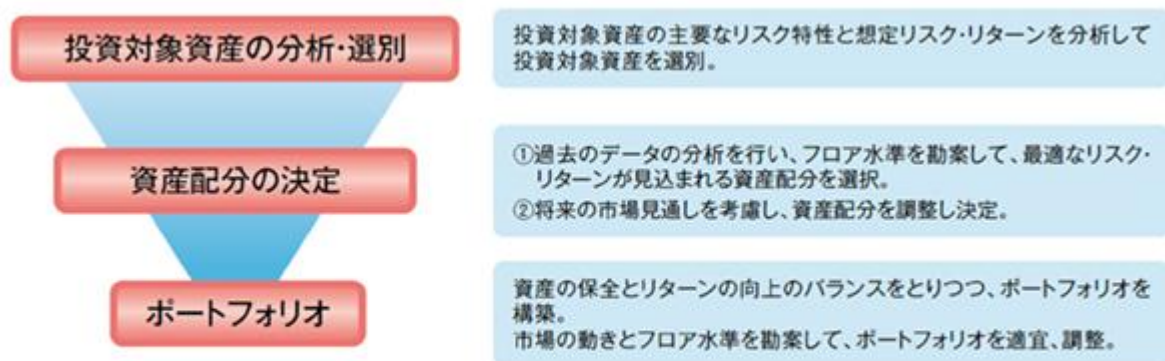 投資対象資産の分析・選別
投資対象資産の主要なリスク特性と想定リスク・リターンを分析して
投資対象資産を選別。
資産配分の決定
①過去のデータの分析を行い、フロア水準を勘案して、最適なリスク・
リターンが見込まれる資産配分を選択。
②将来の市場見通しを考慮し、資産配分を調整し決定。
ポートフォリオ
資産の保全とリターンの向上のバランスをとりつつ、ポートフォリオを
構築。
市場の動きとフロア水準を勘案して、ポートフォリオを適宜、調整。